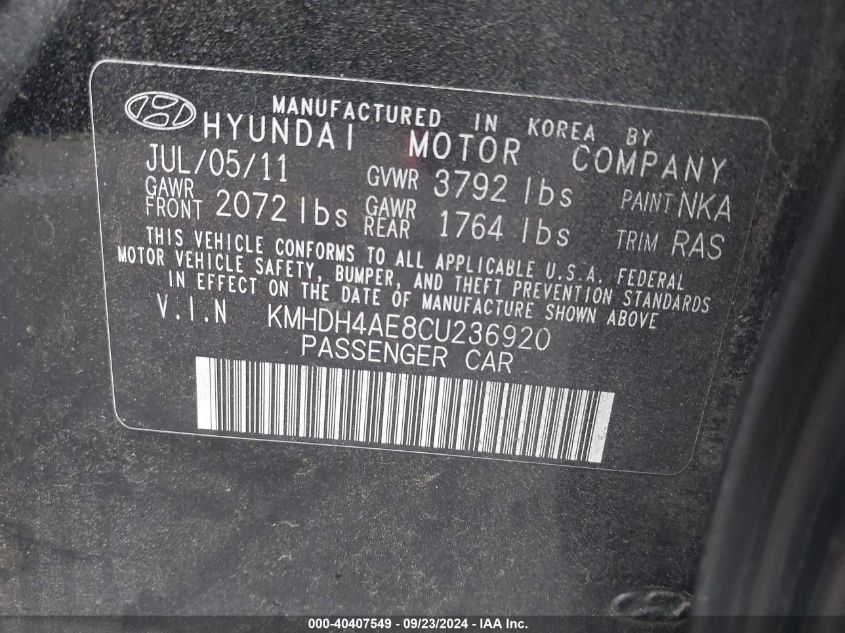 MANUFACTURED IN KOREA BY
HYUNDAI MOTOR COMPANY
JUL/05/11 GVWR 3792 lbs PAINT NKA
GAWR FRONT 2072 lbs GAWR REAR 1764 lbs TRIM RAS
THIS VEHICLE CONFORMS TO ALL APPLICABLE U.S.A. FEDERAL
MOTOR VEHICLE SAFETY, BUMPER, AND THEFT PREVENTION STANDARDS
IN EFFECT ON THE DATE OF MANUFACTURE SHOWN ABOVE
V.I.N KMHDH4AE8CU236920
PASSENGER CAR
000-40407549 - 09/23/2024 - IAA Inc.